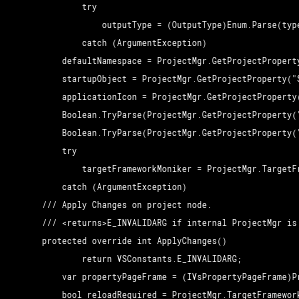 try
outputType = (OutputType)Enum.Parse(type
catch (ArgumentException)
defaultNamespace = ProjectMgr.GetProjectProperty
startupObject = ProjectMgr.GetProjectProperty("S
applicationIcon = ProjectMgr.GetProjectProperty(
Boolean.TryParse(ProjectMgr.GetProjectProperty("
Boolean.TryParse(ProjectMgr.GetProjectProperty("
try
targetFrameworkMoniker = ProjectMgr.TargetFr
catch (ArgumentException)
/// Apply Changes on project node.
/// <returns>E_INVALIDARG if internal ProjectMgr is
protected override int ApplyChanges()
return VSConstants.E_INVALIDARG;
var propertyPageFrame = (IVsPropertyPageFrame)Pr
bool reloadRequired = ProjectMgr.TargetFramework